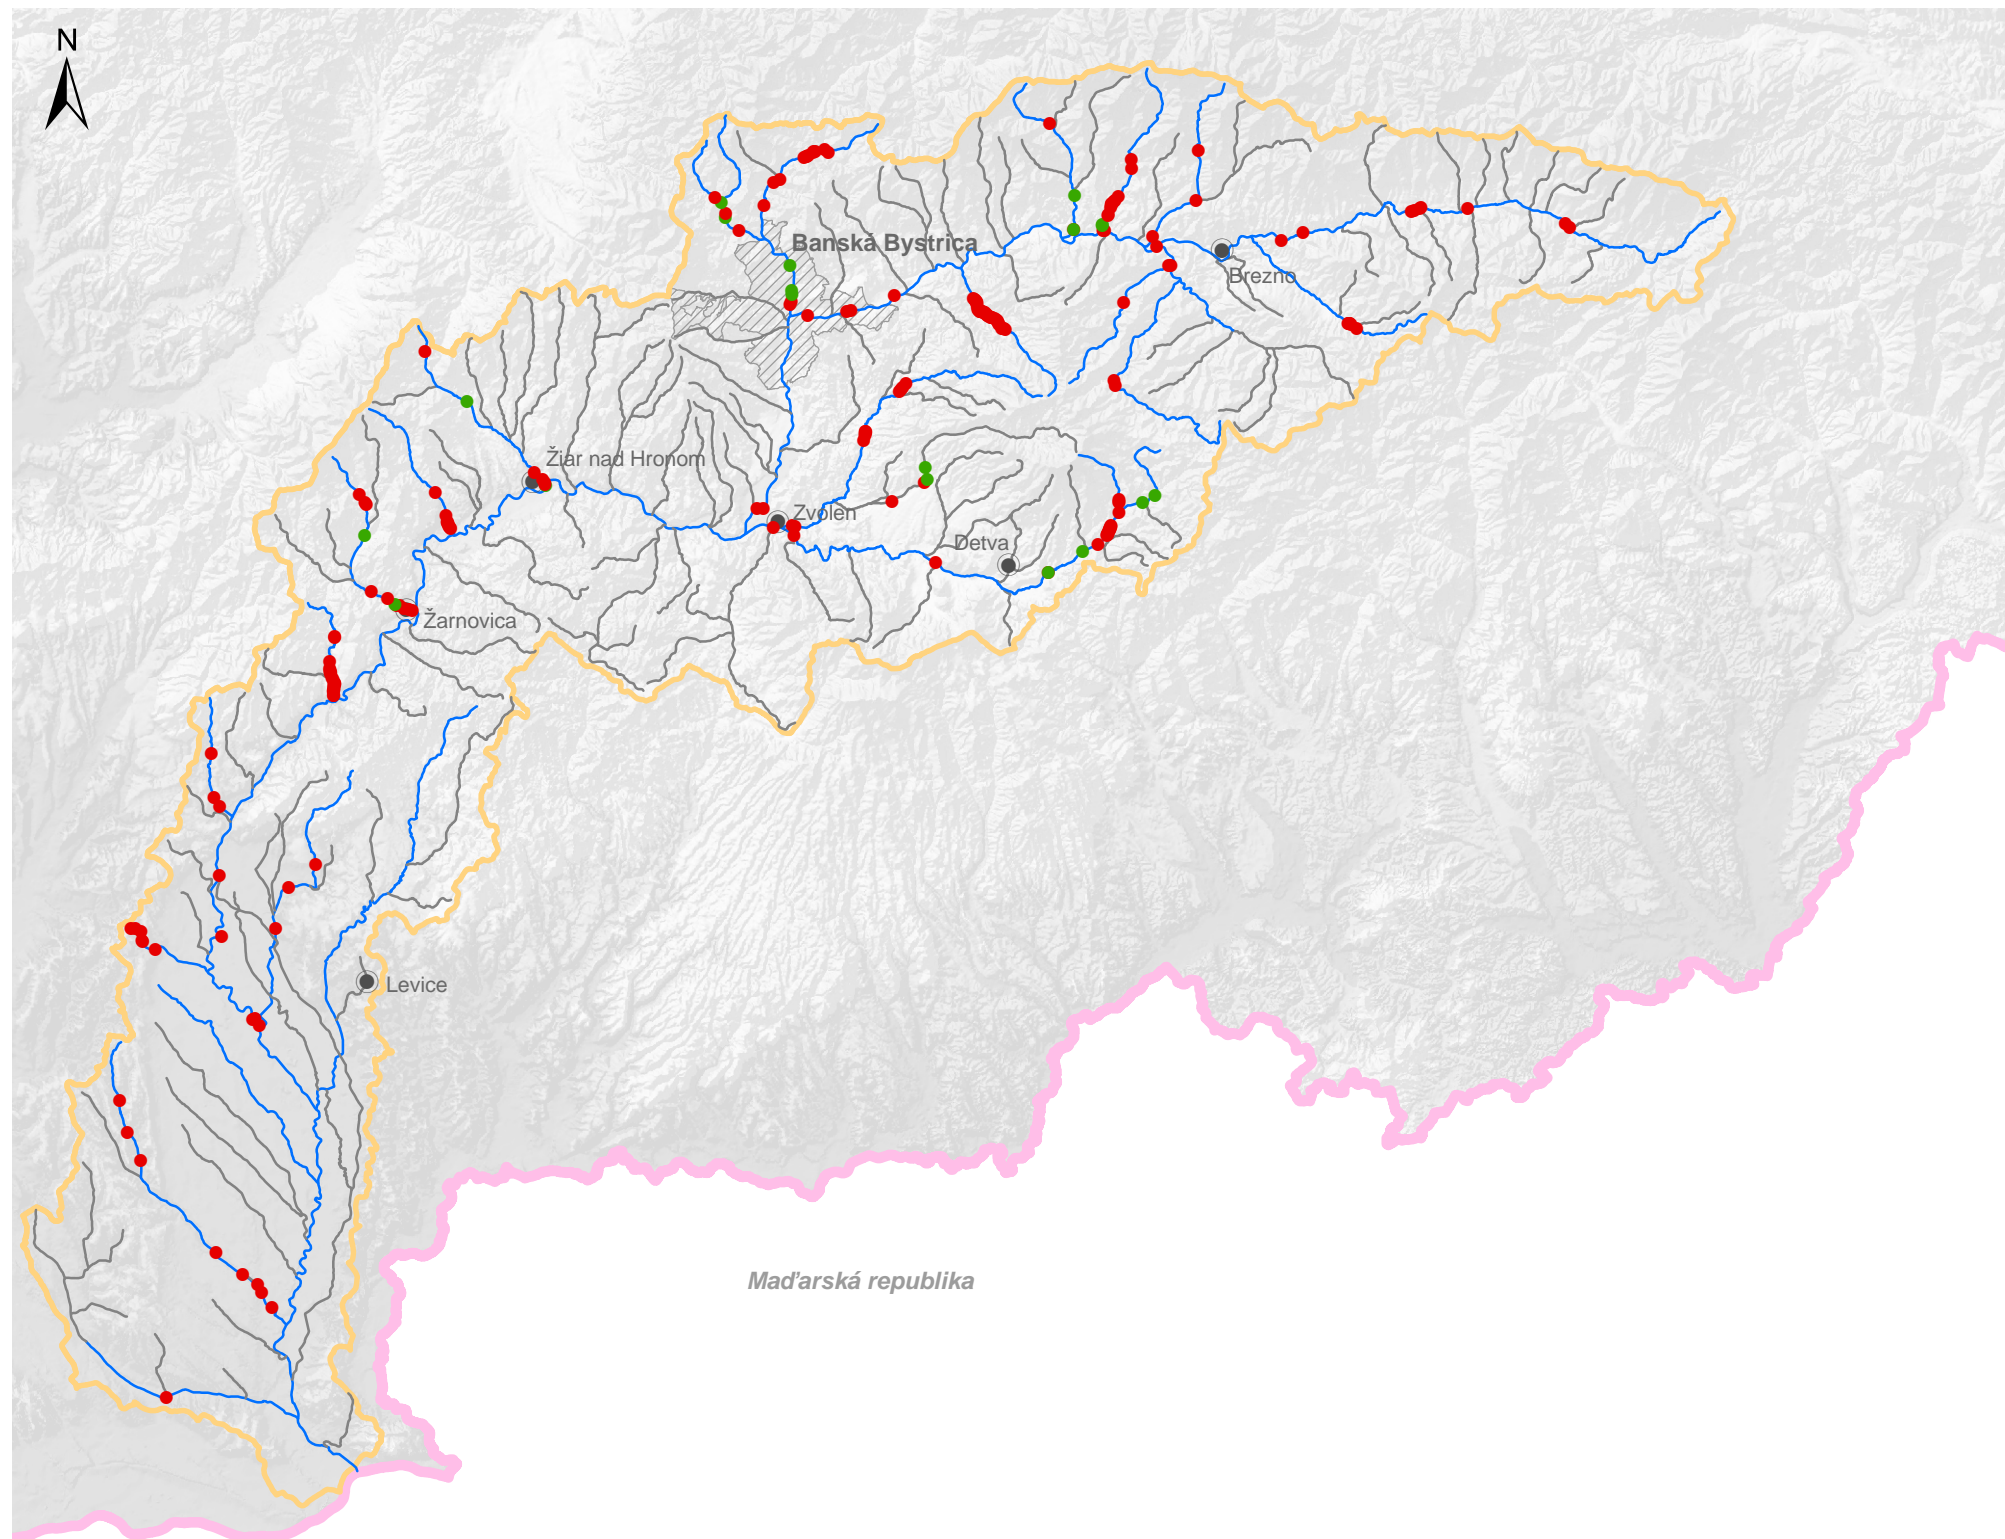 N
Banská Bystrica
Brezno
Žiar nad Hronom
Zvolen
Detva
Žarnovica
Levice
Maďarská republika